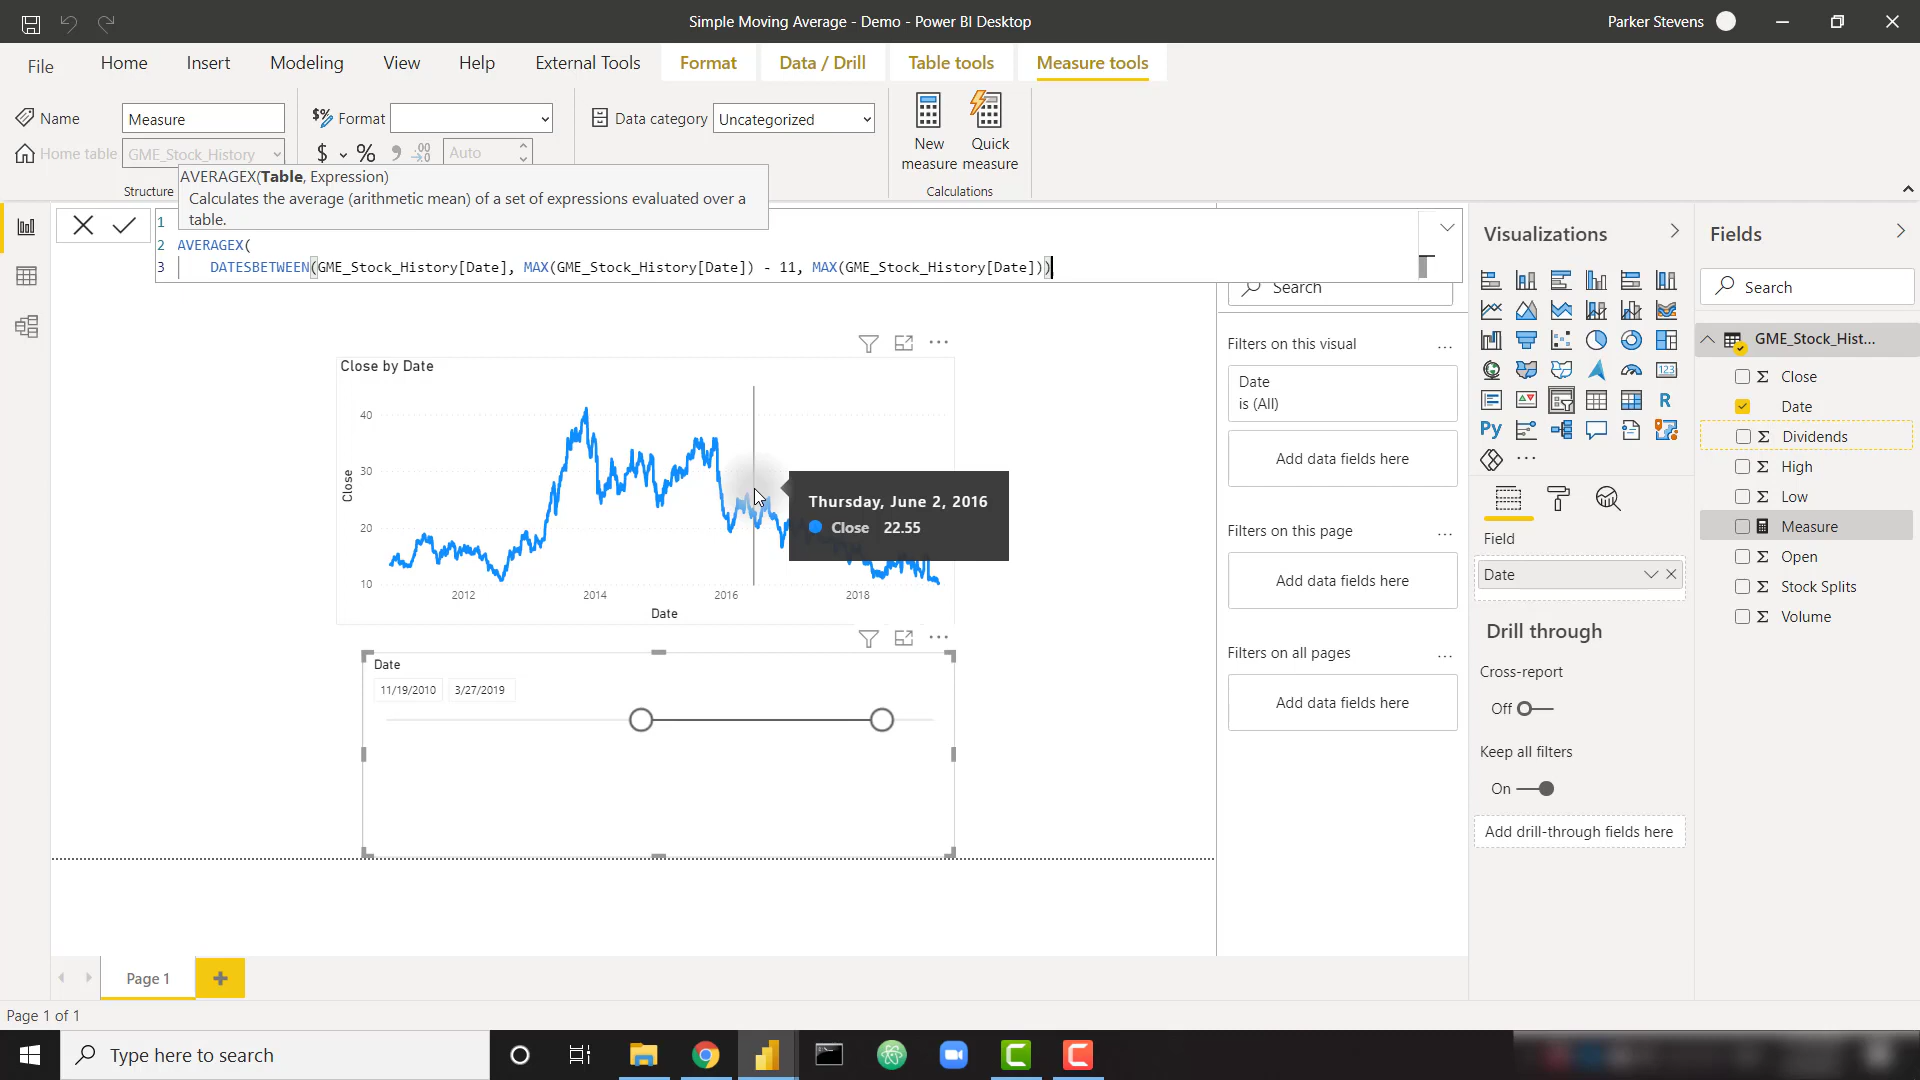 Simple Moving Average - Demo - Power BI Desktop
Parker Stevens
File Home Insert Modeling View Help External Tools Format Data / Drill Table tools Measure tools
Name Measure
Format
Data category Uncategorized
New measure
Quick measure
Home table GME_Stock_History
$ % , .00 Auto
Structure
Calculations
AVERAGEX(Table, Expression)
Calculates the average (arithmetic mean) of a set of expressions evaluated over a
table.
1
2 AVERAGEX(
3 DATESBETWEEN(GME_Stock_History[Date], MAX(GME_Stock_History[Date]) - 11, MAX(GME_Stock_History[Date]))
Close by Date
40
30
20
10
Close
2012 2014 2016 2018
Date
Thursday, June 2, 2016
Close 22.55
Date
11/19/2010 3/27/2019
Search
Filters on this visual ...
Date
is (All)
Add data fields here
Filters on this page ...
Add data fields here
Filters on all pages ...
Add data fields here
Visualizations
123
R
Py
...
Field
Date
Drill through
Cross-report
Off
Keep all filters
On
Add drill-through fields here
Fields
Search
GME_Stock_Hist...
Close
Date
Dividends
High
Low
Measure
Open
Stock Splits
Volume
Page 1
Page 1 of 1
Type here to search